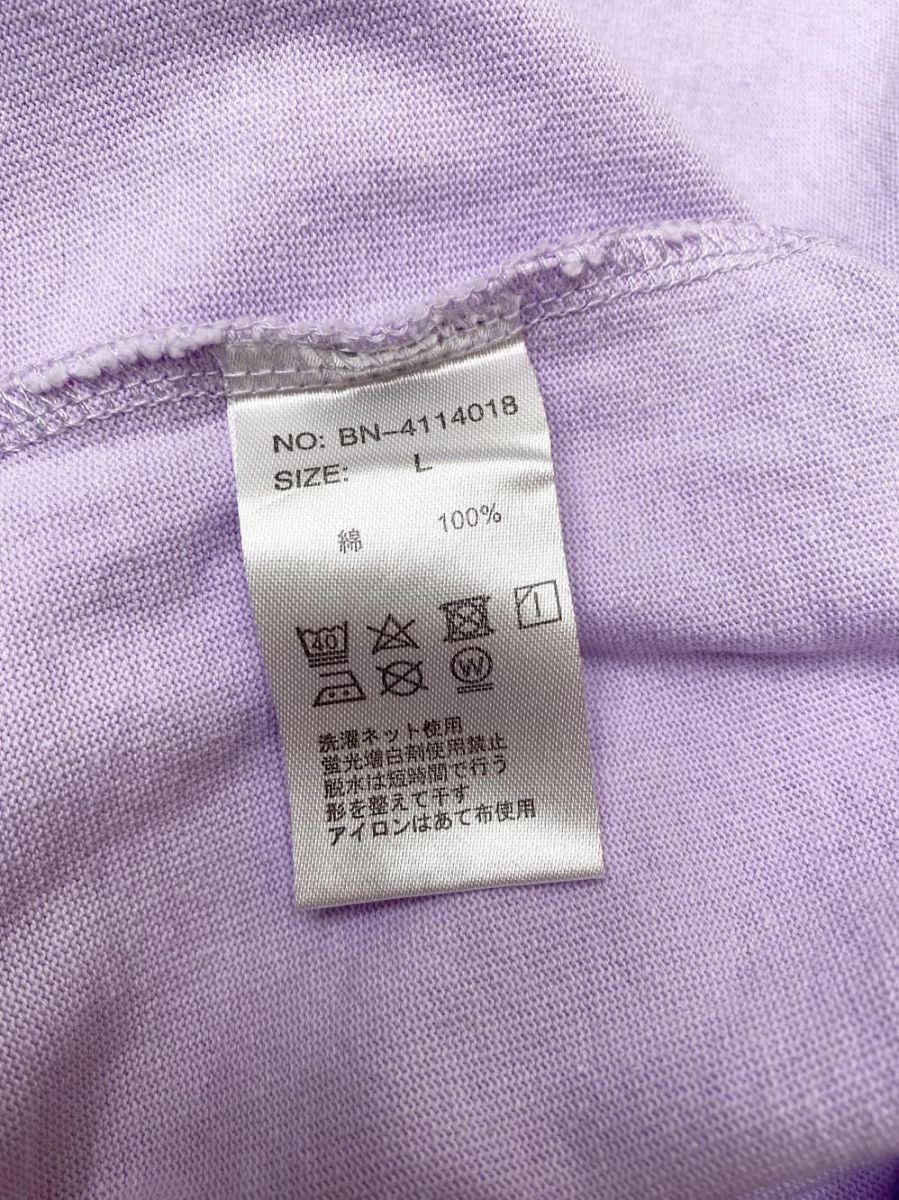 NO: BN-4114018
SIZE: L
綿 100%
40
W
洗濯ネット使用
蛍光増白剤使用禁止
脱水は短時間で行う
形を整えて干す
アイロンはあて布使用